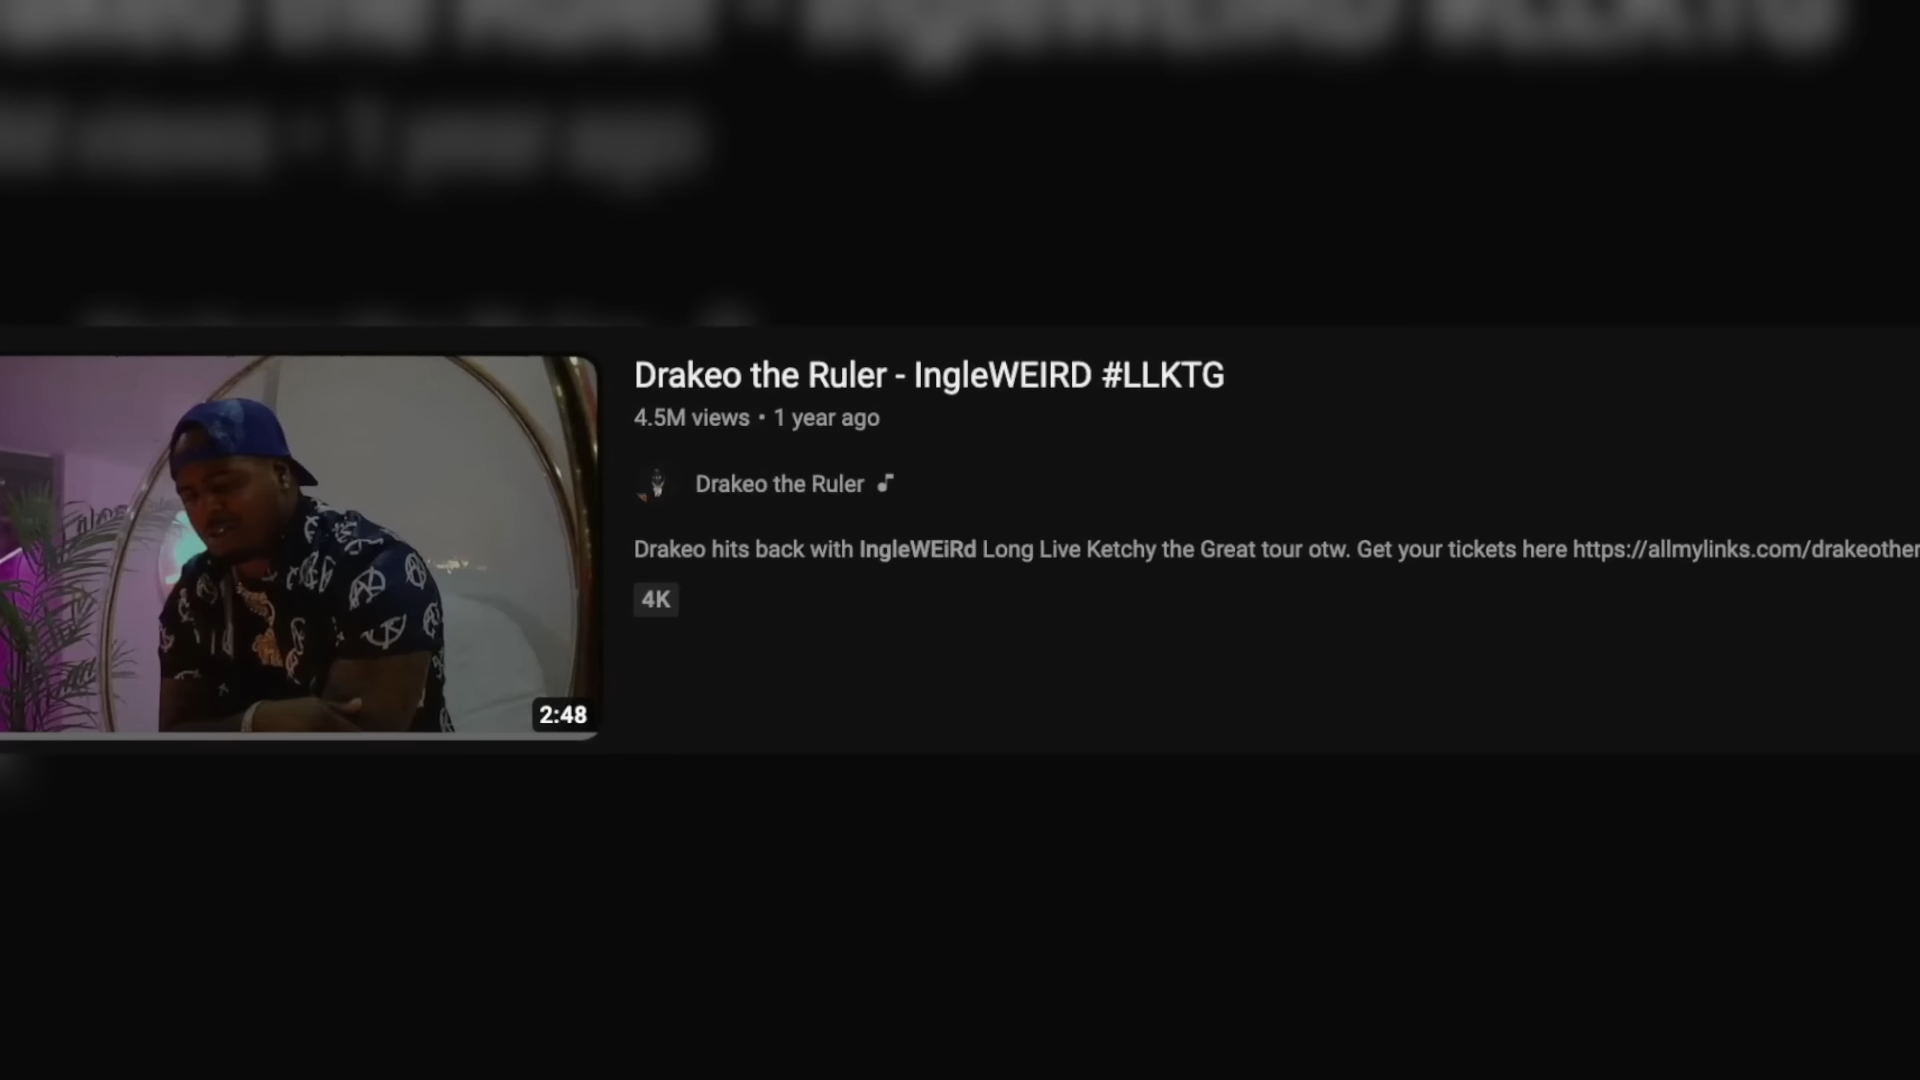 Drakeo the Ruler - IngleWEIRD #LLKTG
4.5M views • 1 year ago
Drakeo the Ruler
Drakeo hits back with IngleWEiRd Long Live Ketchy the Great tour otw. Get your tickets here https://allmylinks.com/drakeother
4K
2:48